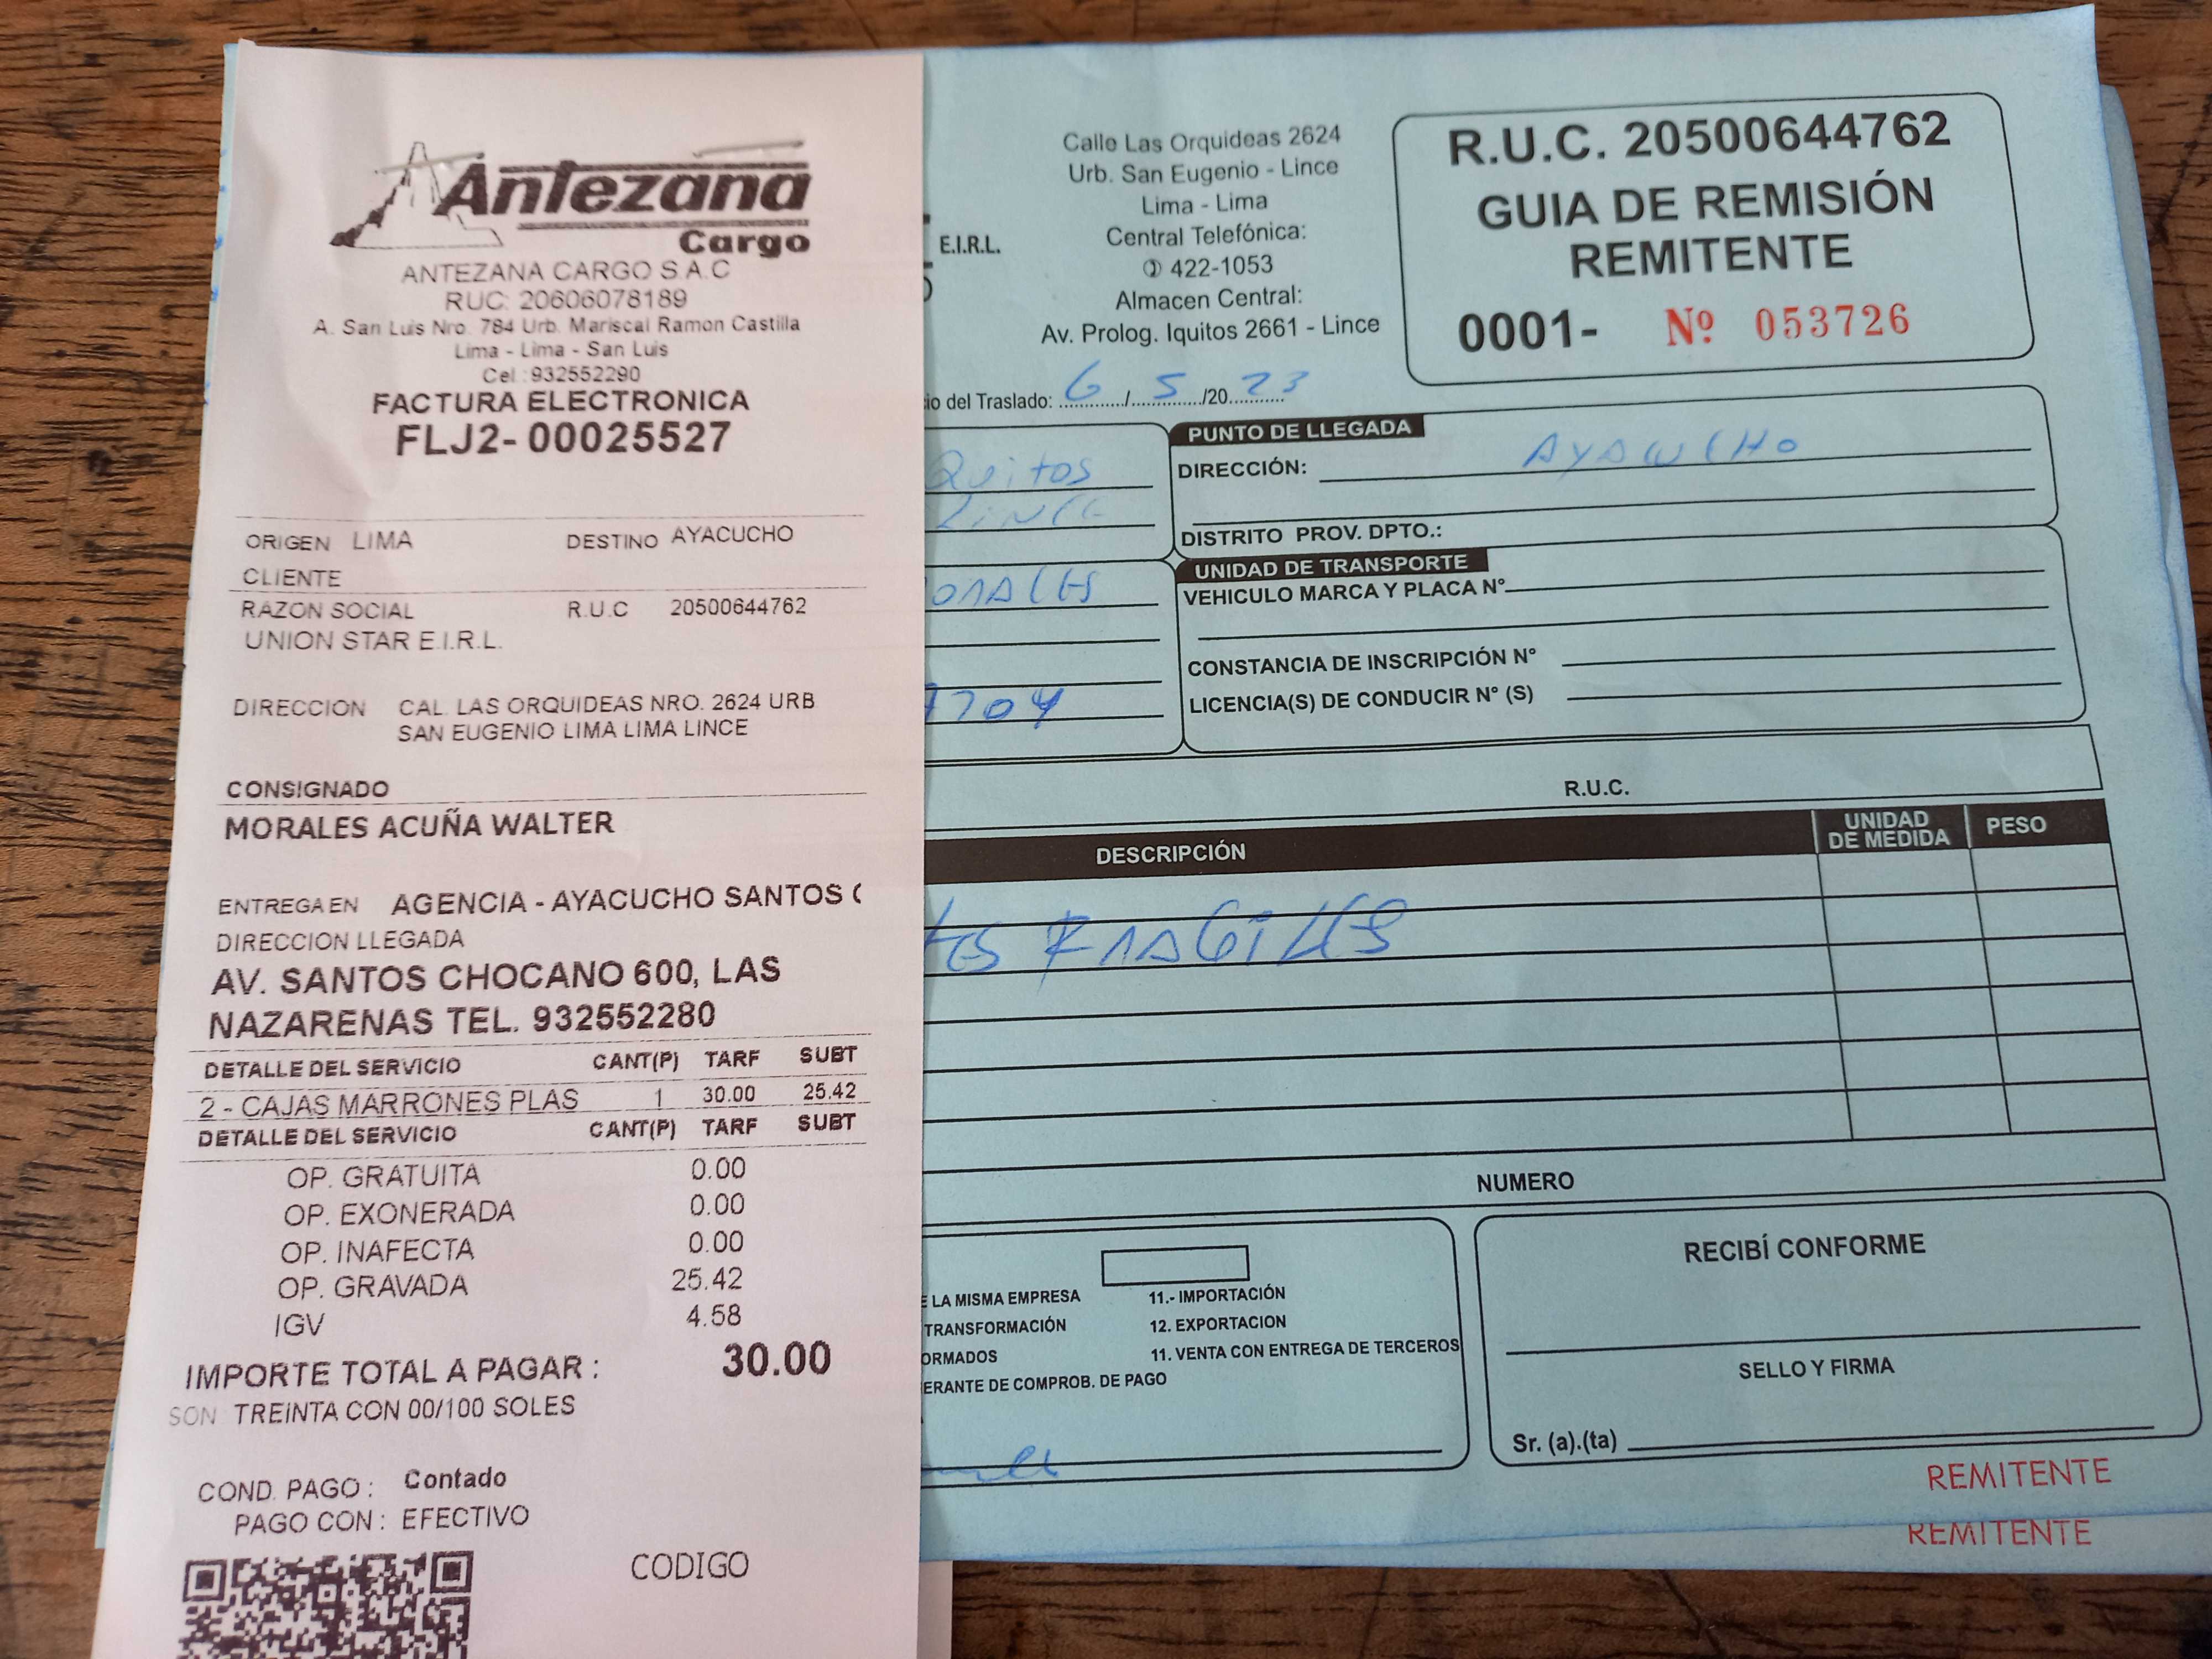 Antezana
Cargo
ANTEZANA CARGO S.A.C
RUC: 20606078189
A. San Luis Nro. 784 Urb. Mariscal Ramon Castilla
Lima - Lima - San Luis
Cel.:932552290
FACTURA ELECTRONICA
FLJ2- 00025527
ORIGEN LIMA DESTINO AYACUCHO
CLIENTE
RAZON SOCIAL R.U.C 20500644762
UNION STAR E.I.R.L.
DIRECCION CAL. LAS ORQUIDEAS NRO. 2624 URB
SAN EUGENIO LIMA LIMA LINCE
CONSIGNADO
MORALES ACUÑA WALTER
ENTREGA EN AGENCIA - AYACUCHO SANTOS
DIRECCION LLEGADA
AV. SANTOS CHOCANO 600, LAS
NAZARENAS TEL. 932552280
DETALLE DEL SERVICIO CANT(P) TARF SUBT
2 - CAJAS MARRONES PLAS 1 30.00 25.42
DETALLE DEL SERVICIO CANT(P) TARF SUBT
OP. GRATUITA 0.00
OP. EXONERADA 0.00
OP. INAFECTA 0.00
OP. GRAVADA 25.42
IGV 4.58
IMPORTE TOTAL A PAGAR : 30.00
SON TREINTA CON 00/100 SOLES
COND. PAGO : Contado
PAGO CON : EFECTIVO
CODIGO
E.I.R.L.
Calle Las Orquideas 2624
Urb. San Eugenio - Lince
Lima - Lima
Central Telefónica:
✆ 422-1053
Almacen Central:
Av. Prolog. Iquitos 2661 - Lince
R.U.C. 20500644762
GUIA DE REMISIÓN
REMITENTE
0001- Nº 053726
io del Traslado: 6/5/2023
Quitos
LINCE
PUNTO DE LLEGADA
DIRECCIÓN: AYACUCHO
DISTRITO PROV. DPTO.:
ORALES
7704
UNIDAD DE TRANSPORTE
VEHICULO MARCA Y PLACA N°
CONSTANCIA DE INSCRIPCIÓN N°
LICENCIA(S) DE CONDUCIR N° (S)
R.U.C.
DESCRIPCIÓN UNIDAD DE MEDIDA PESO
tes FRAGILES
NUMERO
E LA MISMA EMPRESA 11.- IMPORTACIÓN
TRANSFORMACIÓN 12. EXPORTACION
ORMADOS 11. VENTA CON ENTREGA DE TERCEROS
ERANTE DE COMPROB. DE PAGO
RECIBÍ CONFORME
SELLO Y FIRMA
Sr. (a).(ta)
REMITENTE
REMITENTE